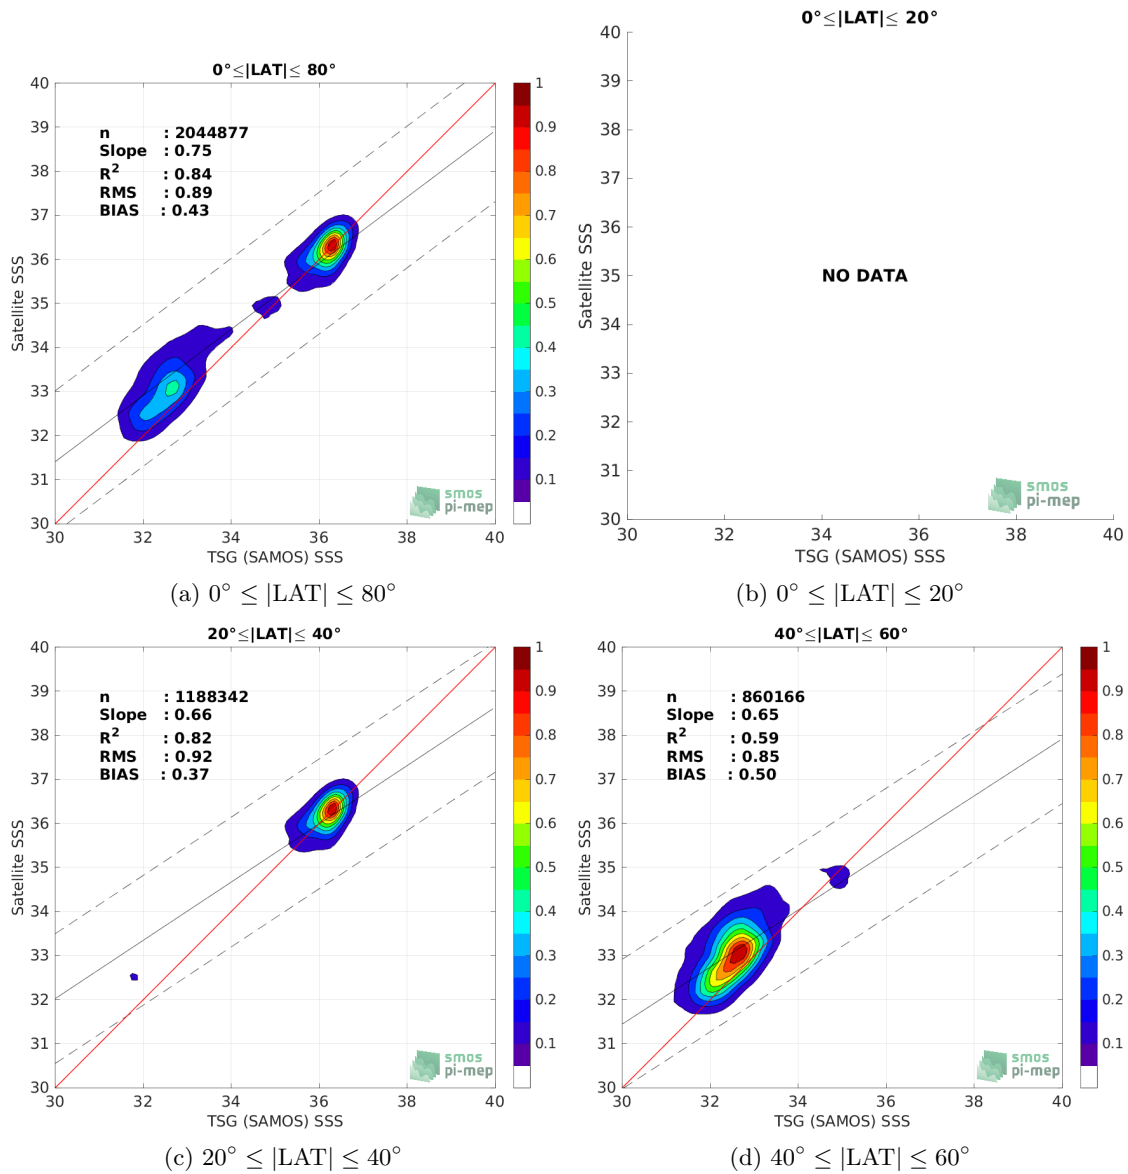 0°≤|LAT|≤ 80°
n : 2044877
Slope : 0.75
R² : 0.84
RMS : 0.89
BIAS : 0.43
40
39
38
37
36
35
34
33
32
31
30
Satellite SSS
30 32 34 36 38 40
TSG (SAMOS) SSS
1
0.9
0.8
0.7
0.6
0.5
0.4
0.3
0.2
0.1
smos
pi-mep
(a) 0° ≤ |LAT| ≤ 80°
0°≤|LAT|≤ 20°
40
39
38
37
36
35
34
33
32
31
30
Satellite SSS
NO DATA
30 32 34 36 38 40
TSG (SAMOS) SSS
smos
pi-mep
(b) 0° ≤ |LAT| ≤ 20°
20°≤|LAT|≤ 40°
n : 1188342
Slope : 0.66
R² : 0.82
RMS : 0.92
BIAS : 0.37
40
39
38
37
36
35
34
33
32
31
30
Satellite SSS
30 32 34 36 38 40
TSG (SAMOS) SSS
1
0.9
0.8
0.7
0.6
0.5
0.4
0.3
0.2
0.1
smos
pi-mep
(c) 20° ≤ |LAT| ≤ 40°
40°≤|LAT|≤ 60°
n : 860166
Slope : 0.65
R² : 0.59
RMS : 0.85
BIAS : 0.50
40
39
38
37
36
35
34
33
32
31
30
Satellite SSS
30 32 34 36 38 40
TSG (SAMOS) SSS
1
0.9
0.8
0.7
0.6
0.5
0.4
0.3
0.2
0.1
smos
pi-mep
(d) 40° ≤ |LAT| ≤ 60°